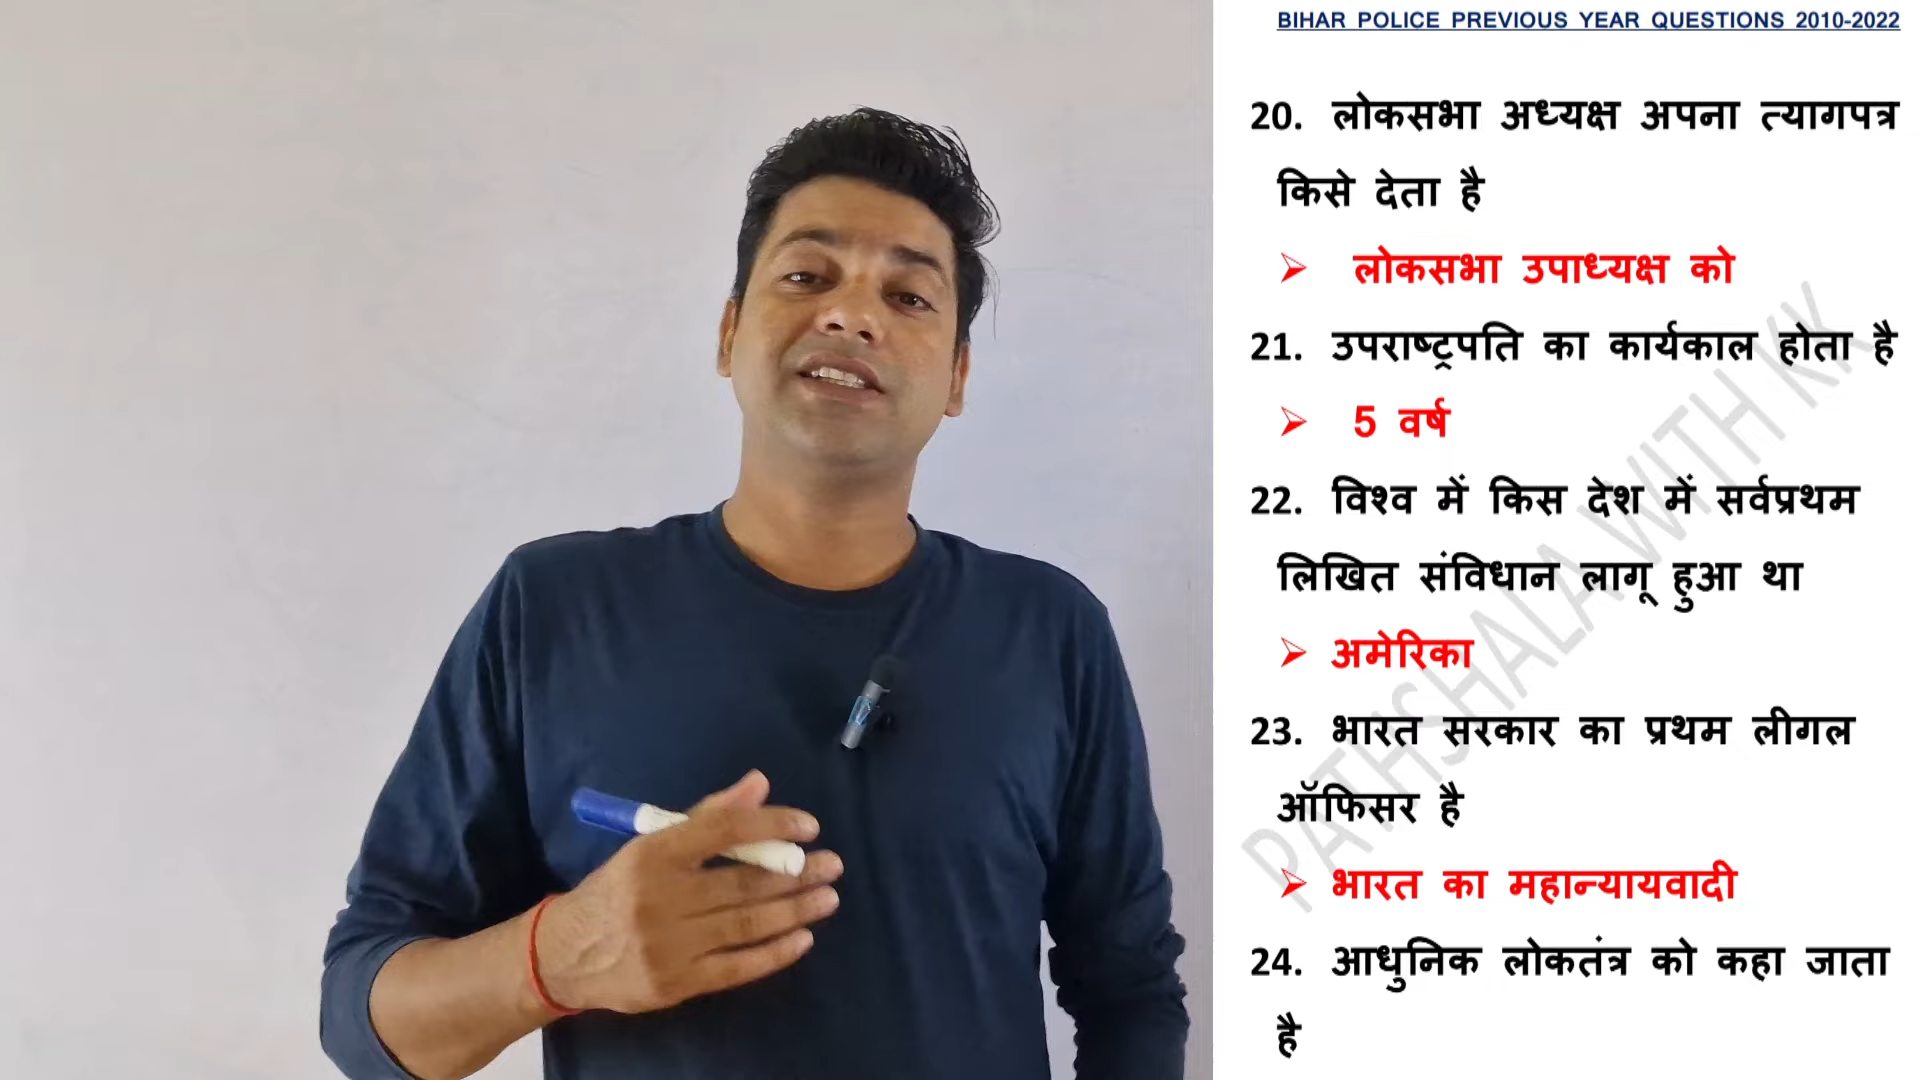 BIHAR POLICE PREVIOUS YEAR QUESTIONS 2010-2022
20. लोकसभा अध्यक्ष अपना त्यागपत्र
किसे देता है
➢ लोकसभा उपाध्यक्ष को
21. उपराष्ट्रपति का कार्यकाल होता है
➢ 5 वर्ष
22. विश्व में किस देश में सर्वप्रथम
लिखित संविधान लागू हुआ था
➢ अमेरिका
23. भारत सरकार का प्रथम लीगल
ऑफिसर है
➢ भारत का महान्यायवादी
24. आधुनिक लोकतंत्र को कहा जाता
है
PATHSHALA WITH KK